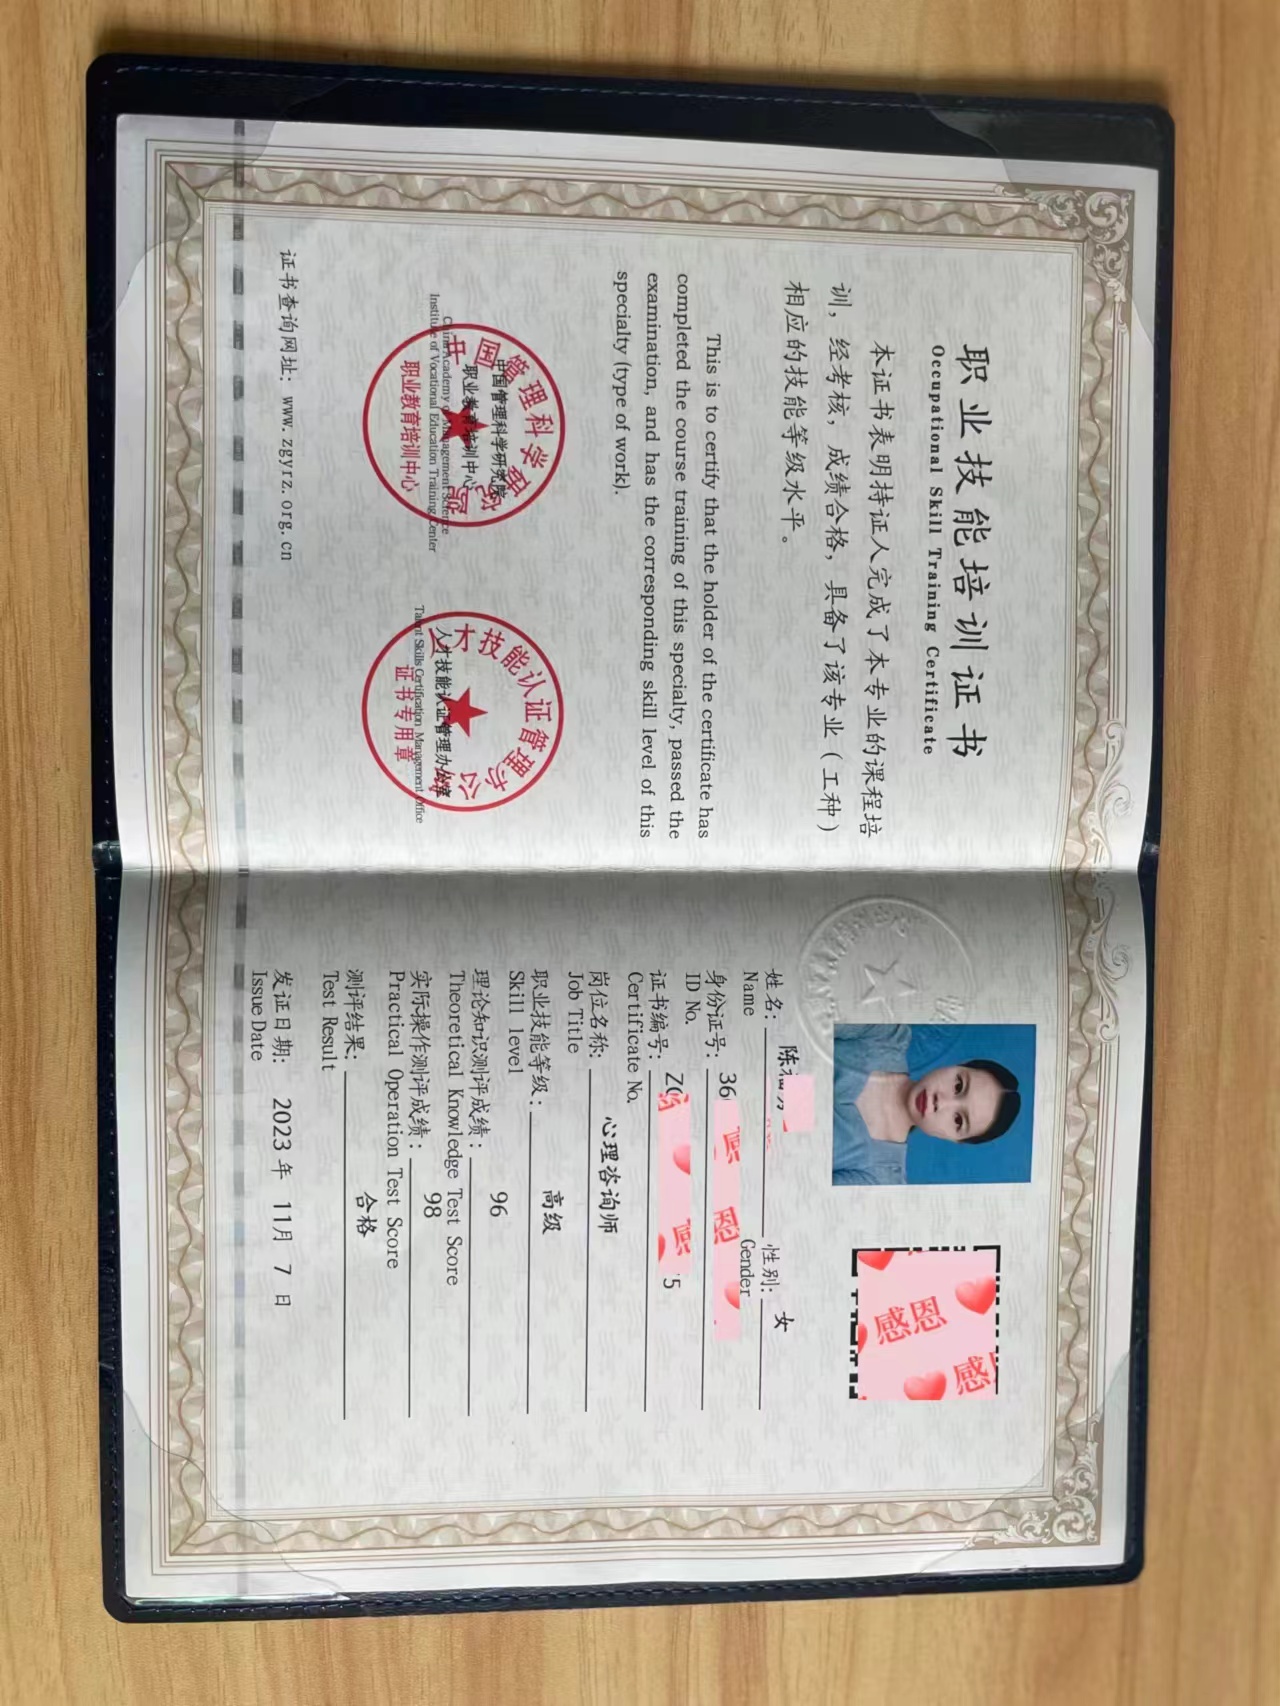 职业技能培训证书
Occupational Skill Training Certificate
本证书表明持证人完成了本专业的课程培
训，经考核，成绩合格，具备了该专业（工种）
相应的技能等级水平。
This is to certify that the holder of the certificate has
completed the course training of this specialty, passed the
examination, and has the corresponding skill level of this
specialty (type of work).
中国管理科学研究院
职业教育培训中心
China Academy of Management Science
Institute of Vocational Education Training Center
职业教育培训中心
人才技能认证管理办公室
Talent Skills Certification Management Office
证书专用章
证书查询网址：www.zgyrz.org.cn
感恩
感
姓名：陈 性别：女
Name Gender
身份证号：36
ID No.
感 恩
证书编号：ZG 5
Certificate No.
岗位名称：心理咨询师
Job Title
职业技能等级：高级
Skill level
理论知识测评成绩：96
Theoretical Knowledge Test Score
实际操作测评成绩：98
Practical Operation Test Score
测评结果：合格
Test Result
发证日期：2023 年 11月 7 日
Issue Date